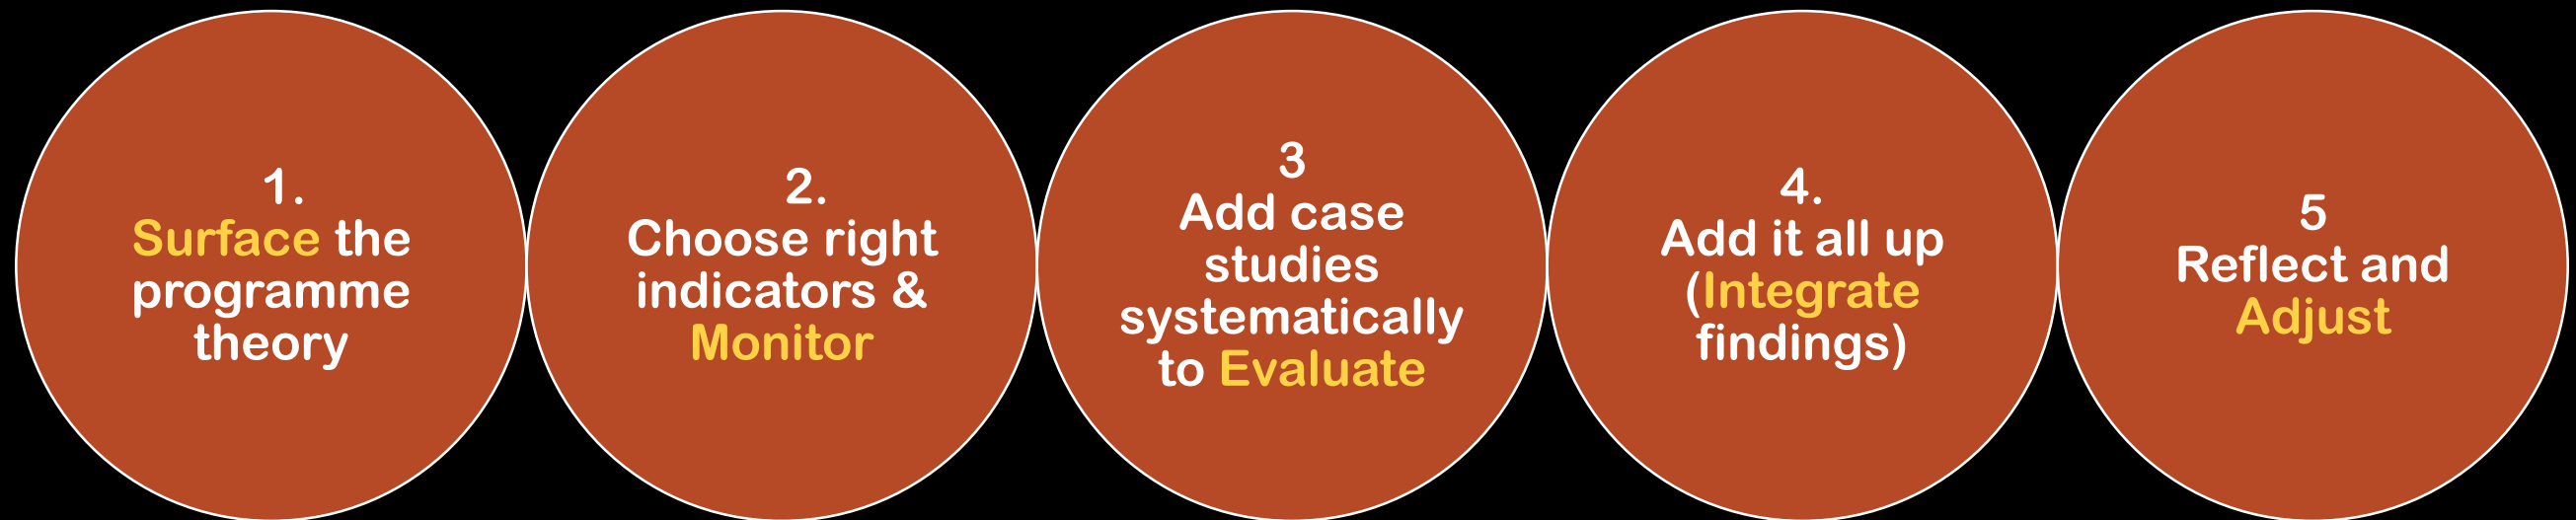 1.
Surface the
programme
theory
2.
Choose right
indicators &
Monitor
3
Add case
studies
systematically
to Evaluate
4.
Add it all up
(Integrate
findings)
5
Reflect and
Adjust